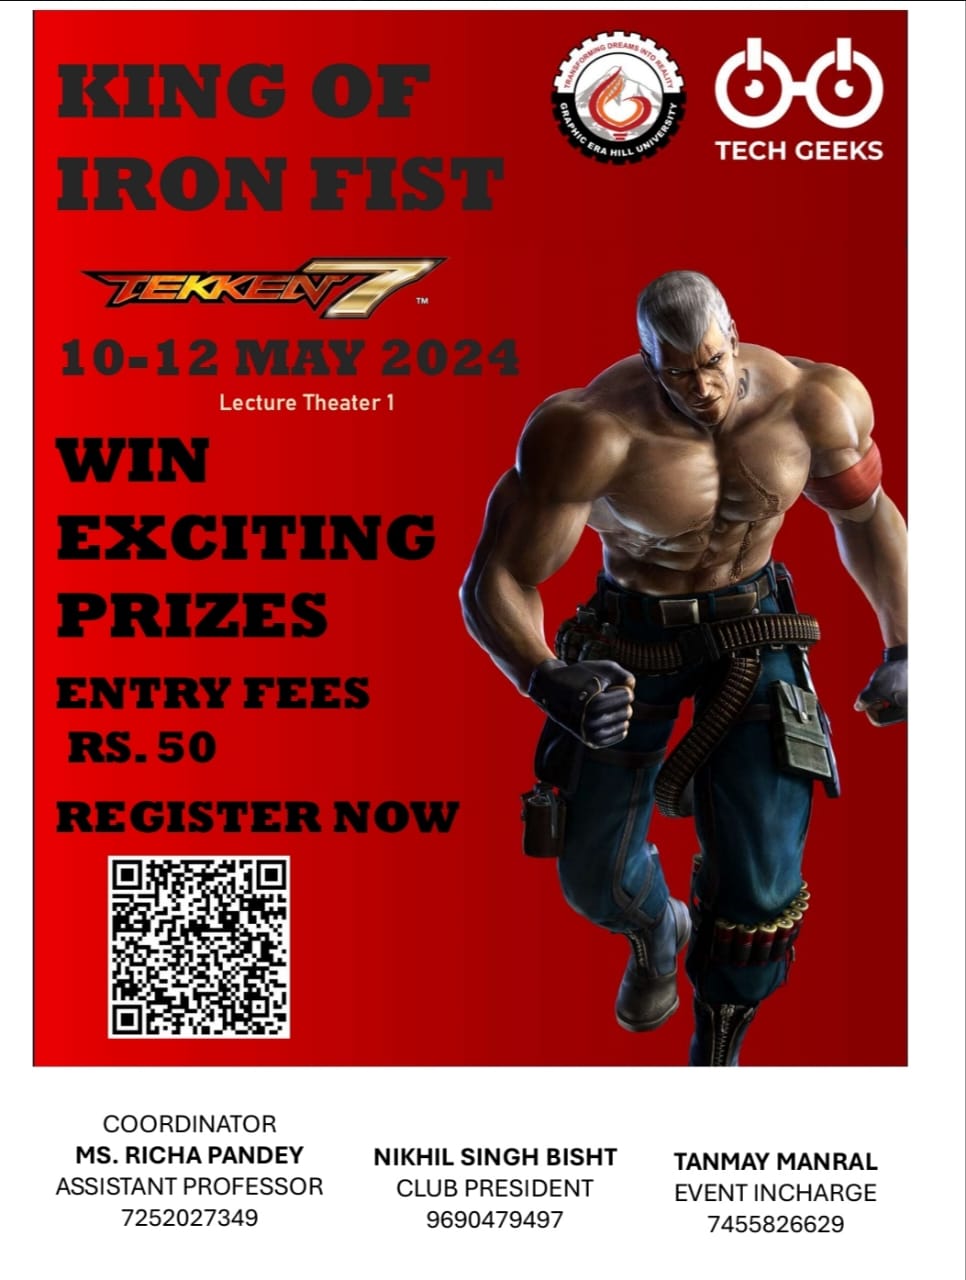 KING OF
IRON FIST
TRANSFORMING DREAMS INTO REALITY
GRAPHIC ERA HILL UNIVERSITY
TECH GEEKS
TEKKEN 7 ™
10-12 MAY 2024
Lecture Theater 1
WIN
EXCITING
PRIZES
ENTRY FEES
RS. 50
REGISTER NOW
COORDINATOR
MS. RICHA PANDEY
ASSISTANT PROFESSOR
7252027349
NIKHIL SINGH BISHT
CLUB PRESIDENT
9690479497
TANMAY MANRAL
EVENT INCHARGE
7455826629